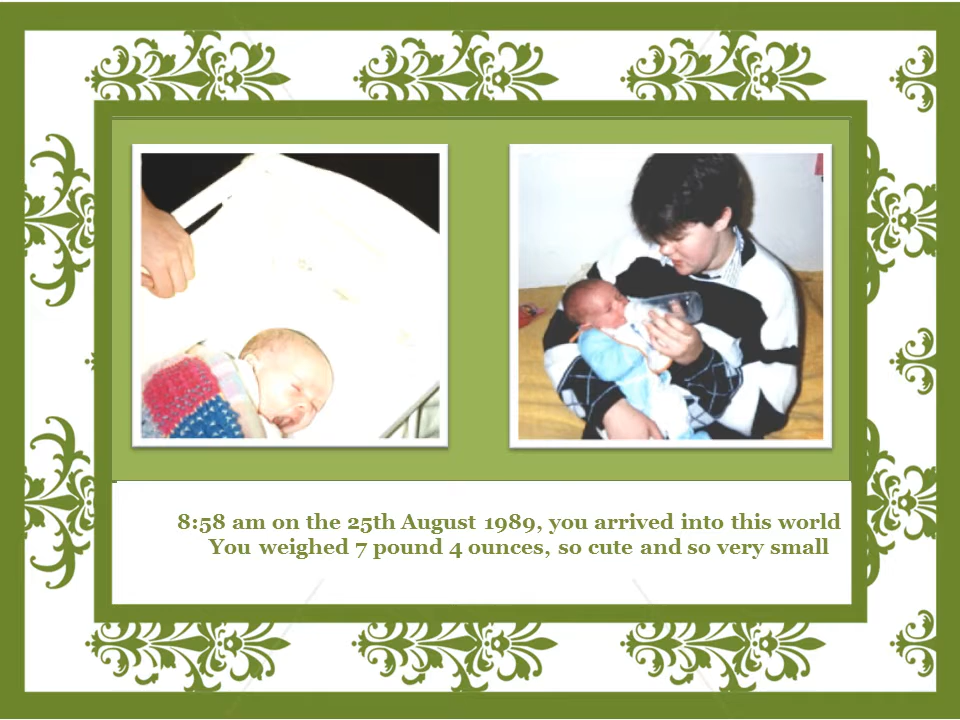 8:58 am on the 25th August 1989, you arrived into this world
You weighed 7 pound 4 ounces, so cute and so very small